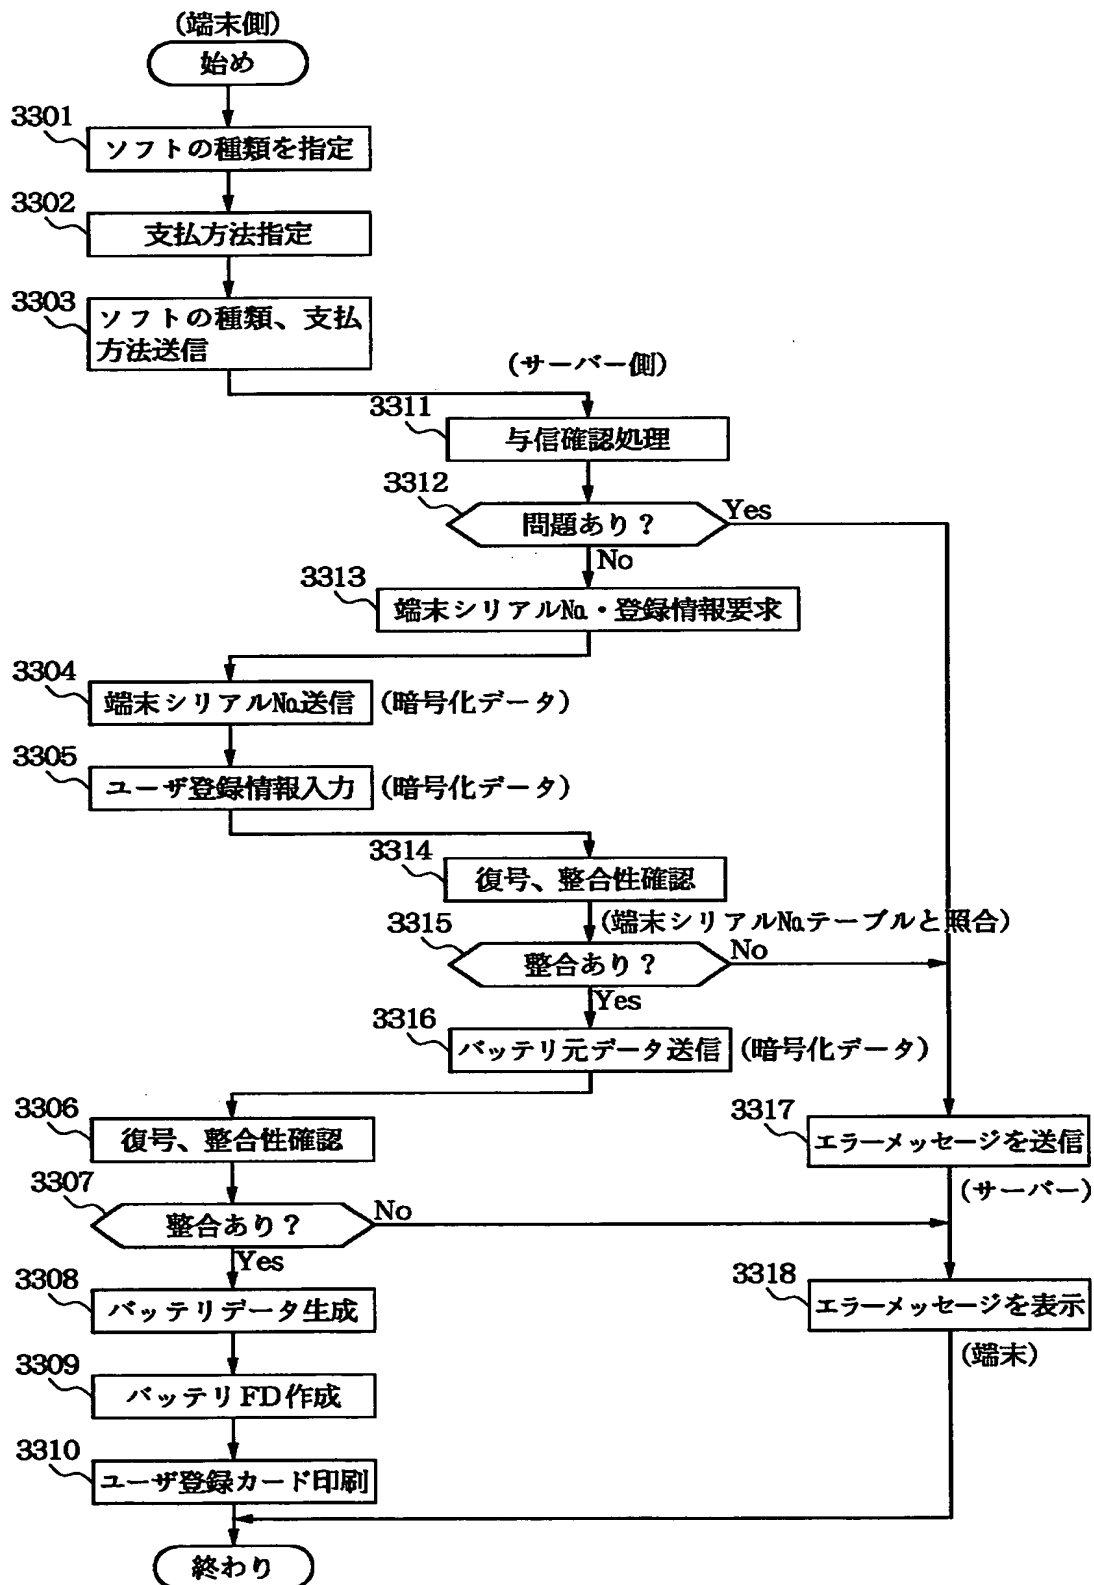 (端末側)
始め
3301
ソフトの種類を指定
3302
支払方法指定
3303
ソフトの種類、支払
方法送信
(サーバー側)
3311
与信確認処理
3312
問題あり?
Yes
No
3313
端末シリアル№・登録情報要求
3304
端末シリアル№送信
(暗号化データ)
3305
ユーザ登録情報入力
(暗号化データ)
3314
復号、整合性確認
(端末シリアル№テーブルと照合)
3315
整合あり?
No
Yes
3316
バッテリ元データ送信
(暗号化データ)
3306
復号、整合性確認
3317
エラーメッセージを送信
(サーバー)
3307
整合あり?
No
Yes
3308
バッテリデータ生成
3318
エラーメッセージを表示
(端末)
3309
バッテリFD作成
3310
ユーザ登録カード印刷
終わり